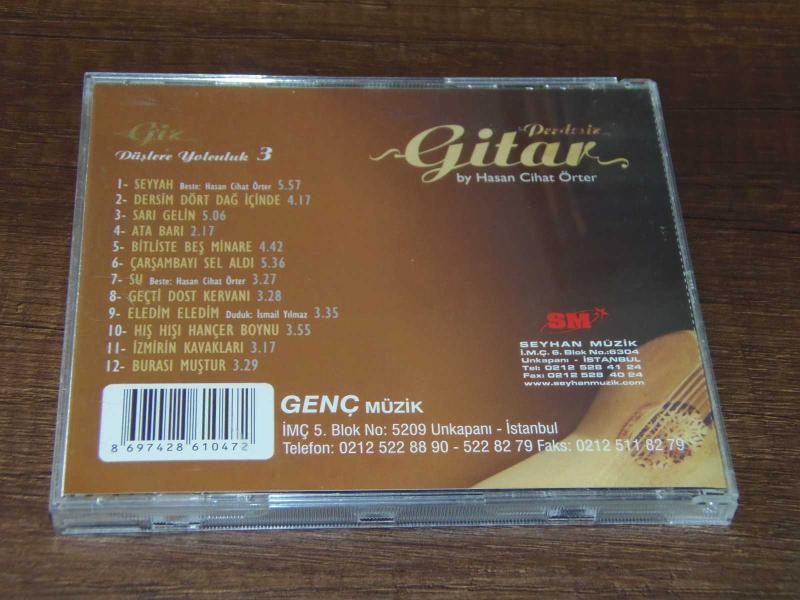 Giz
Düşlere Yolculuk 3
Perdesiz
Gitar
by Hasan Cihat Örter
1- SEYYAH Beste: Hasan Cihat Örter 5.57
2- DERSİM DÖRT DAĞ İÇİNDE 4.17
3- SARI GELİN 5.06
4- ATA BARI 2.17
5- BİTLİSTE BEŞ MİNARE 4.42
6- ÇARŞAMBAYI SEL ALDI 5.36
7- SU Beste: Hasan Cihat Örter 3.27
8- GEÇTİ DOST KERVANI 3.28
9- ELEDİM ELEDİM Duduk: İsmail Yılmaz 3.35
10- HIŞ HIŞI HANÇER BOYNU 3.55
11- İZMİRİN KAVAKLARI 3.17
12- BURASI MUŞTUR 3.29
SM
SEYHAN MÜZİK
İ.M.Ç. 6. Blok No.:6304
Unkapanı - İSTANBUL
Tel: 0212 528 41 24
Fax: 0212 528 40 24
www.seyhanmuzik.com
8 697428 610472
GENÇ MÜZİK
İMÇ 5. Blok No: 5209 Unkapanı - İstanbul
Telefon: 0212 522 88 90 - 522 82 79 Faks: 0212 511 82 79